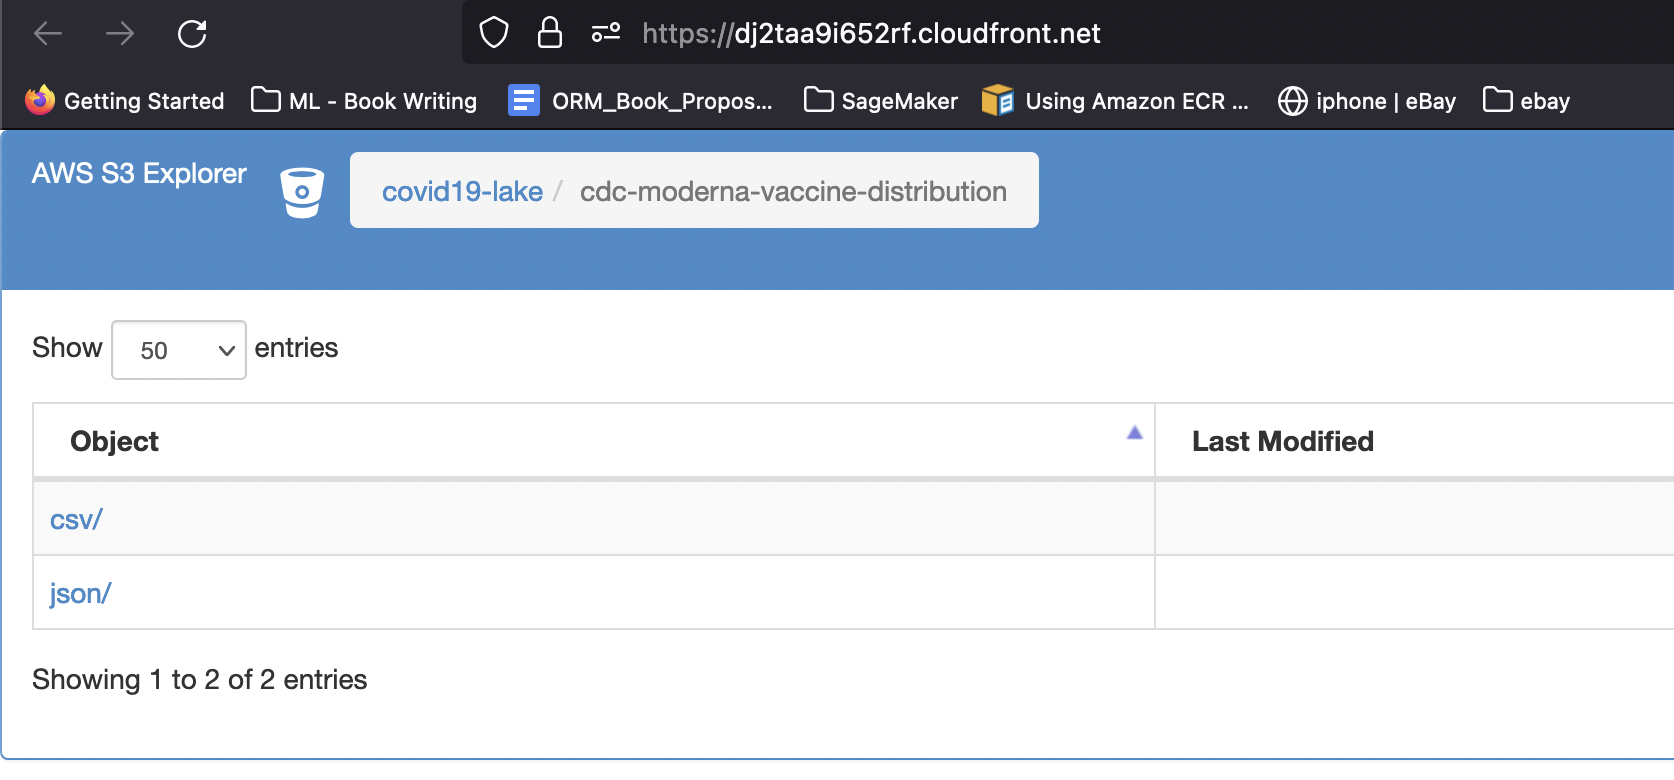 https://dj2taa9i652rf.cloudfront.net
Getting Started ML - Book Writing ORM_Book_Propos... SageMaker Using Amazon ECR ... iphone | eBay ebay
AWS S3 Explorer covid19-lake / cdc-moderna-vaccine-distribution
Show 50 entries
Object Last Modified
csv/
json/
Showing 1 to 2 of 2 entries